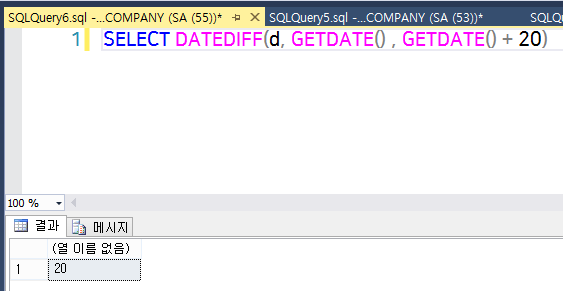 SQLQuery6.sql -...COMPANY (SA (55))* SQLQuery5.sql -...COMPANY (SA (53))* SQLQ
1 SELECT DATEDIFF(d, GETDATE() , GETDATE() + 20)
100 %
결과 메시지
(열 이름 없음)
1 20